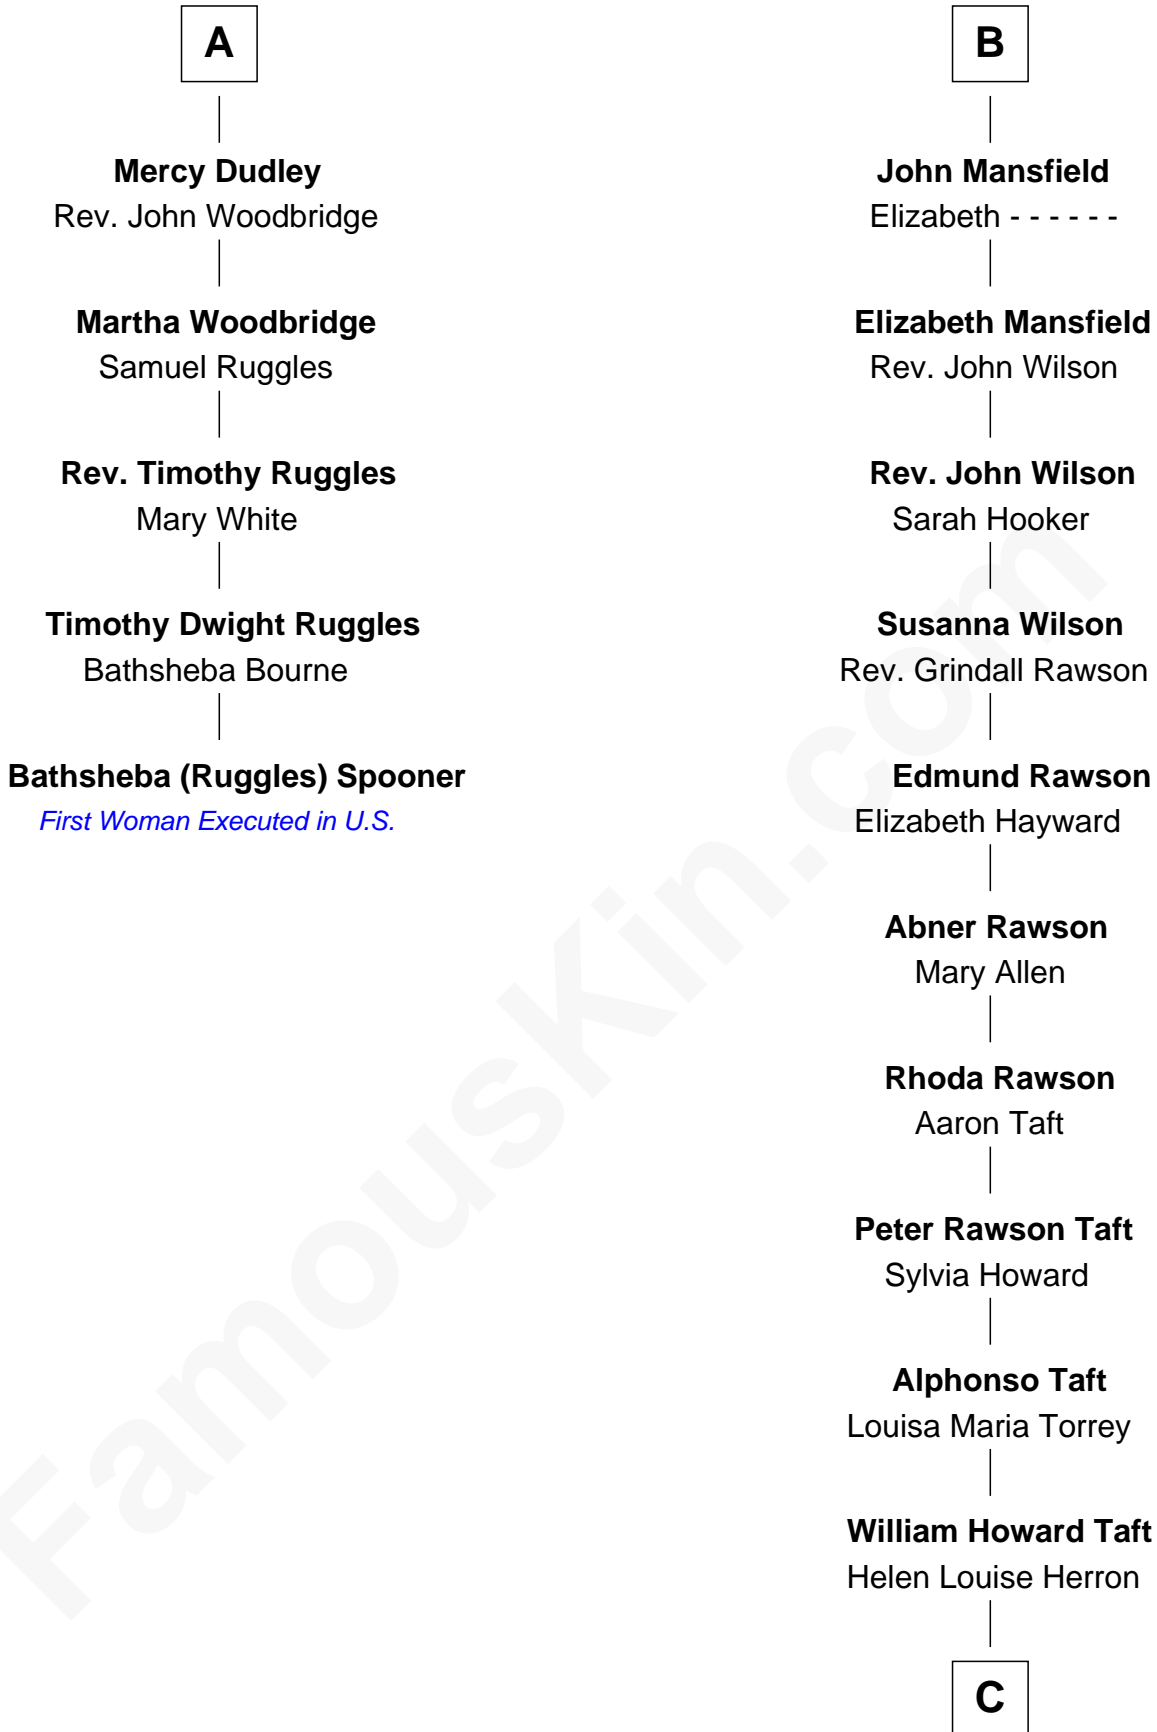 A
Mercy Dudley
Rev. John Woodbridge
Martha Woodbridge
Samuel Ruggles
Rev. Timothy Ruggles
Mary White
Timothy Dwight Ruggles
Bathsheba Bourne
Bathsheba (Ruggles) Spooner
First Woman Executed in U.S.
B
John Mansfield
Elizabeth - - - - - -
Elizabeth Mansfield
Rev. John Wilson
Rev. John Wilson
Sarah Hooker
Susanna Wilson
Rev. Grindall Rawson
Edmund Rawson
Elizabeth Hayward
Abner Rawson
Mary Allen
Rhoda Rawson
Aaron Taft
Peter Rawson Taft
Sylvia Howard
Alphonso Taft
Louisa Maria Torrey
William Howard Taft
Helen Louise Herron
C
FamousKin.com